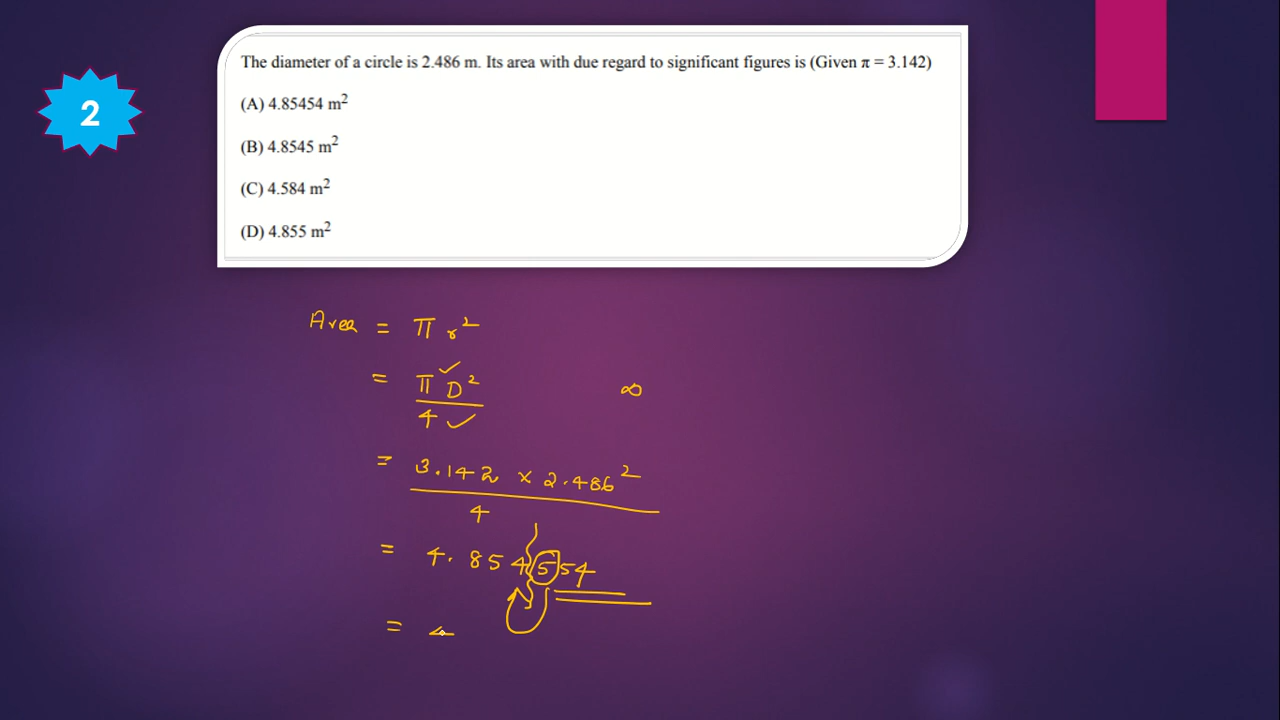 2
The diameter of a circle is 2.486 m. Its area with due regard to significant figures is (Given π = 3.142)
(A) 4.85454 m²
(B) 4.8545 m²
(C) 4.584 m²
(D) 4.855 m²
Area = π r²
= π D² / 4
∞
= 3.142 × 2.486² / 4
= 4.854554
= 4